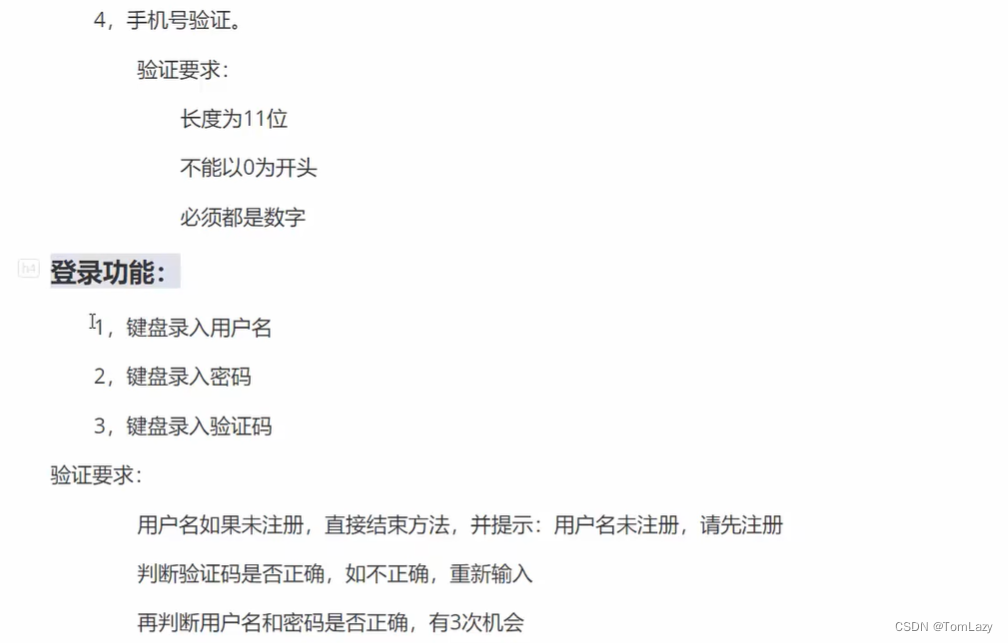 4，手机号验证。
验证要求：
长度为11位
不能以0为开头
必须都是数字
h4
登录功能：
1，键盘录入用户名
2，键盘录入密码
3，键盘录入验证码
验证要求：
用户名如果未注册，直接结束方法，并提示：用户名未注册，请先注册
判断验证码是否正确，如不正确，重新输入
再判断用户名和密码是否正确，有3次机会
CSDN @TomLazy